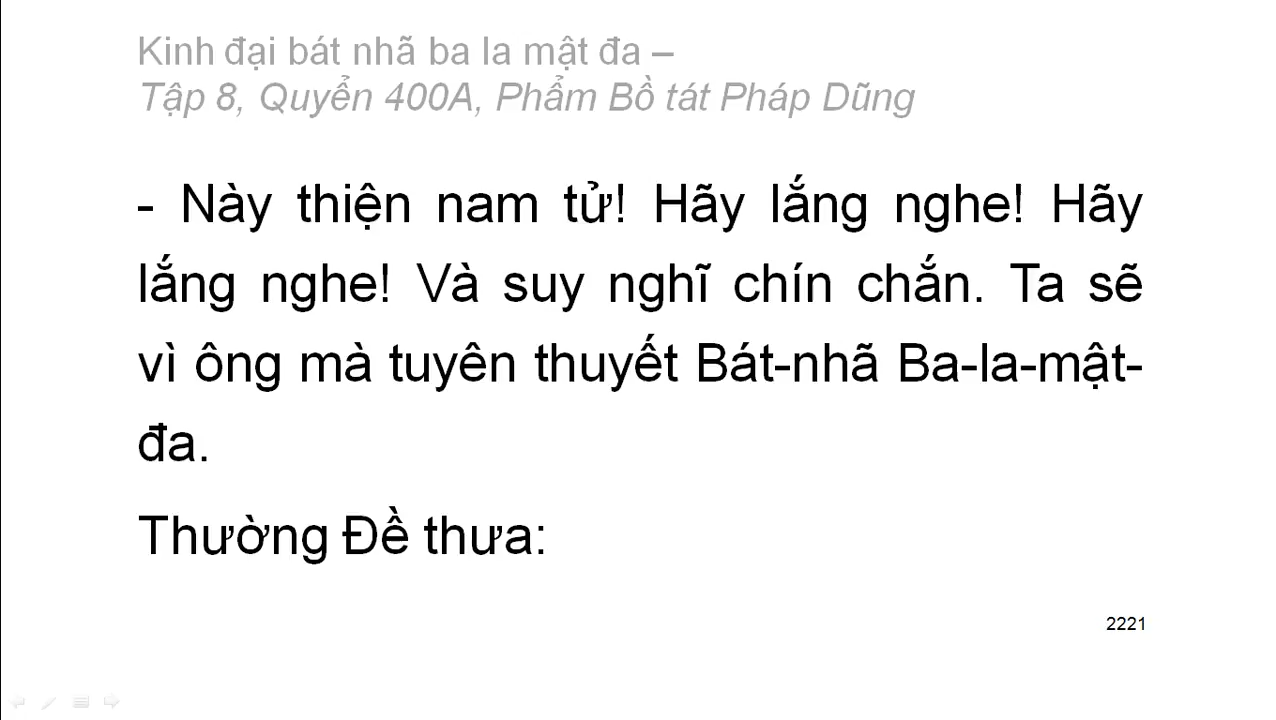 Kinh đại bát nhã ba la mật đa –
Tập 8, Quyển 400A, Phẩm Bồ tát Pháp Dũng
- Này thiện nam tử! Hãy lắng nghe! Hãy
lắng nghe! Và suy nghĩ chín chắn. Ta sẽ
vì ông mà tuyên thuyết Bát-nhã Ba-la-mật-
đa.
Thường Đề thưa:
2221